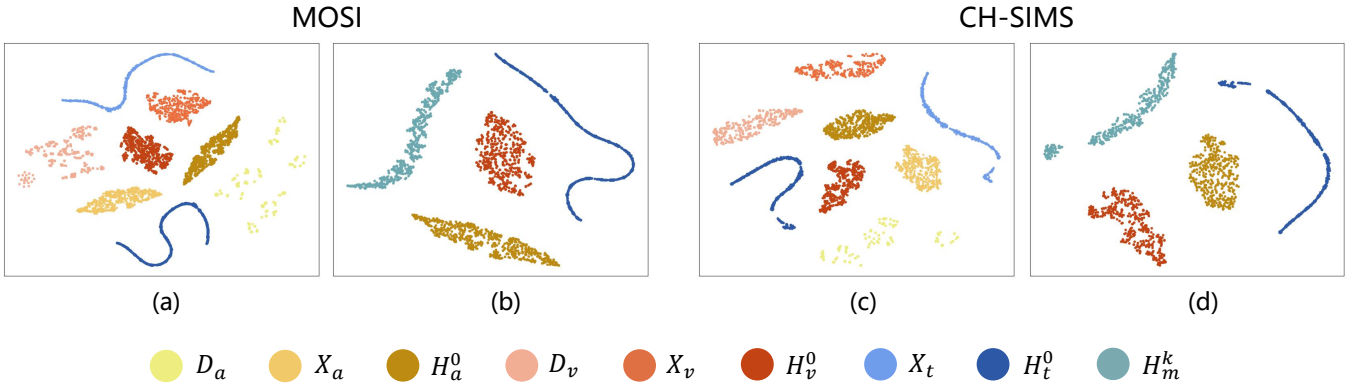 MOSI CH-SIMS
(a) (b) (c) (d)
D_a X_a H_a^0 D_v X_v H_v^0 X_t H_t^0 H_m^k